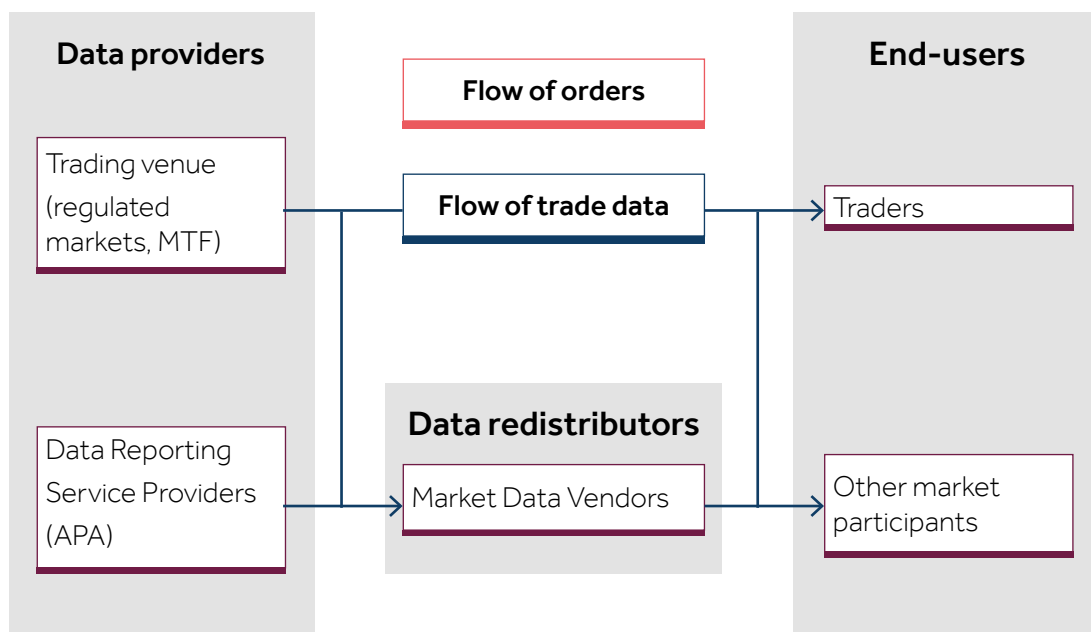 Data providers
Trading venue
(regulated
markets, MTF)
Data Reporting
Service Providers
(APA)
Flow of orders
Flow of trade data
Data redistributors
Market Data Vendors
End-users
Traders
Other market
participants